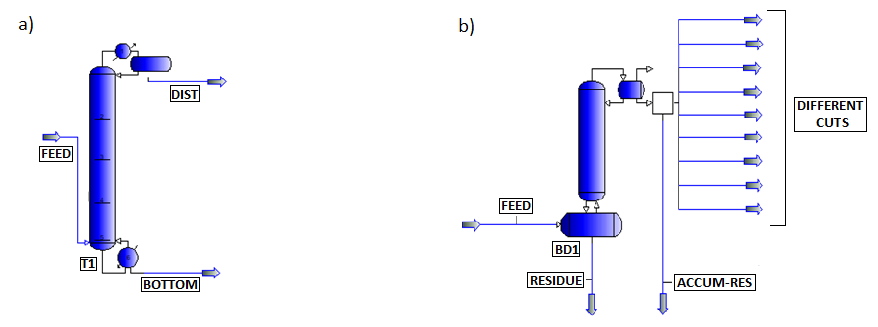 a)
b)
DIST
FEED
T1
BOTTOM
FEED
BD1
RESIDUE
ACCUM-RES
DIFFERENT
CUTS